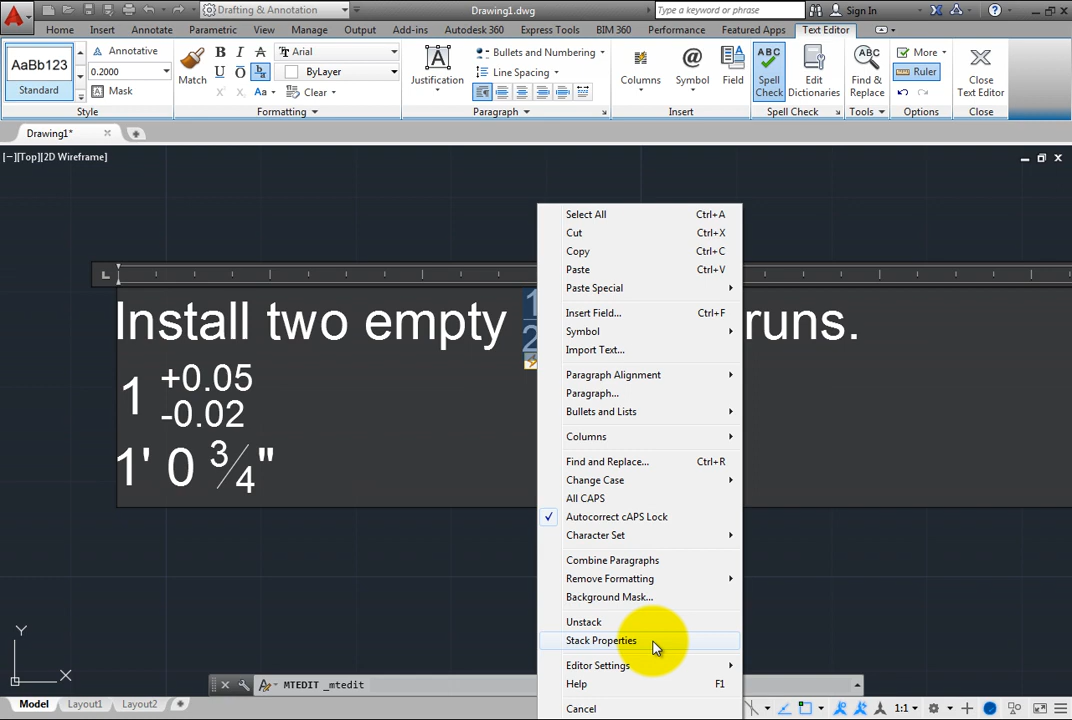 Drafting & Annotation
Drawing1.dwg
Type a keyword or phrase
Sign In
Home Insert Annotate Parametric View Manage Output Add-ins Autodesk 360 Express Tools BIM 360 Performance Featured Apps Text Editor
AaBb123
Standard
Annotative
0.2000
Mask
Style
Match
B I A
U O b/a
Aa
Arial
ByLayer
Clear
Formatting
Justification
Bullets and Numbering
Line Spacing
Paragraph
Columns
Symbol
Field
Insert
ABC
Spell
Check
Edit
Dictionaries
Spell Check
ABC
Find &
Replace
Tools
More
Ruler
Options
Close
Text Editor
Close
Drawing1*
[−][Top][2D Wireframe]
Install two empty 1/2 runs.
1 +0.05
-0.02
1' 0 3/4"
Select All Ctrl+A
Cut Ctrl+X
Copy Ctrl+C
Paste Ctrl+V
Paste Special
Insert Field... Ctrl+F
Symbol
Import Text...
Paragraph Alignment
Paragraph...
Bullets and Lists
Columns
Find and Replace... Ctrl+R
Change Case
All CAPS
Autocorrect cAPS Lock
Character Set
Combine Paragraphs
Remove Formatting
Background Mask...
Unstack
Stack Properties
Editor Settings
Help F1
Cancel
Y
X
MTEDIT _mtedit
Model Layout1 Layout2
1:1